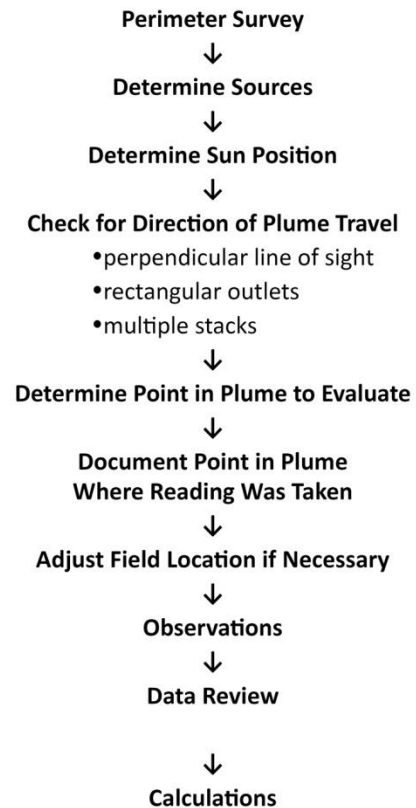 Perimeter Survey
↓
Determine Sources
↓
Determine Sun Position
↓
Check for Direction of Plume Travel
•perpendicular line of sight
•rectangular outlets
•multiple stacks
↓
Determine Point in Plume to Evaluate
↓
Document Point in Plume
Where Reading Was Taken
↓
Adjust Field Location if Necessary
↓
Observations
↓
Data Review
↓
Calculations